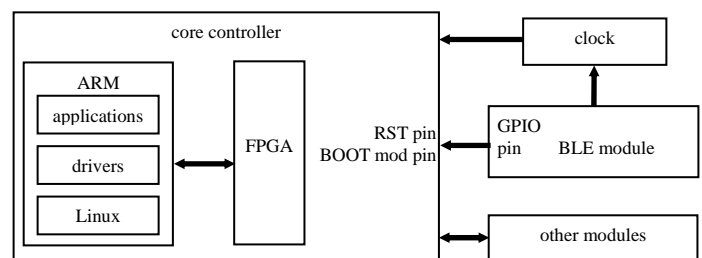 core controller
ARM
applications
drivers
Linux
FPGA
RST pin
BOOT mod pin
clock
GPIO
pin BLE module
other modules